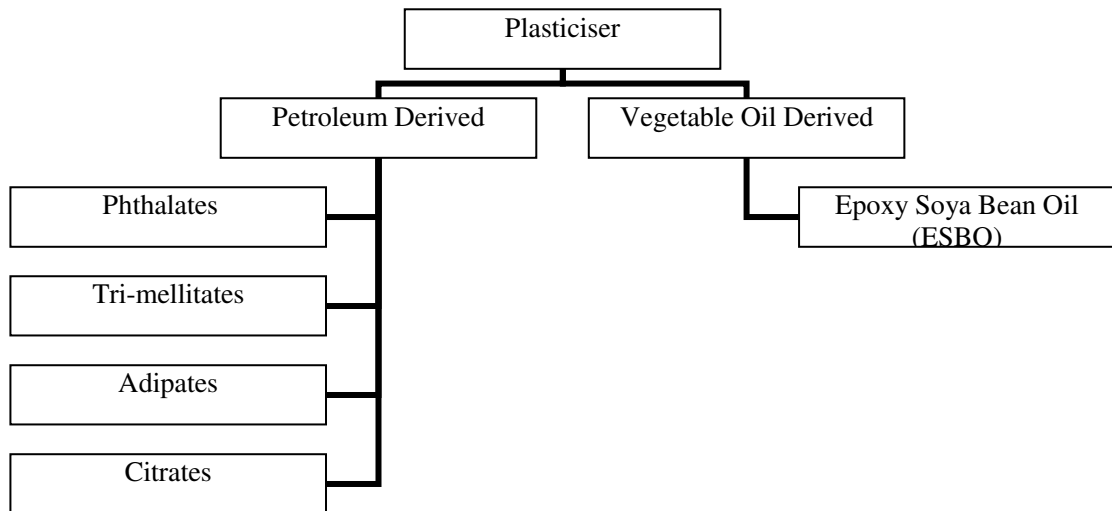 Plasticiser
Petroleum Derived
Vegetable Oil Derived
Phthalates
Epoxy Soya Bean Oil
(ESBO)
Tri-mellitates
Adipates
Citrates